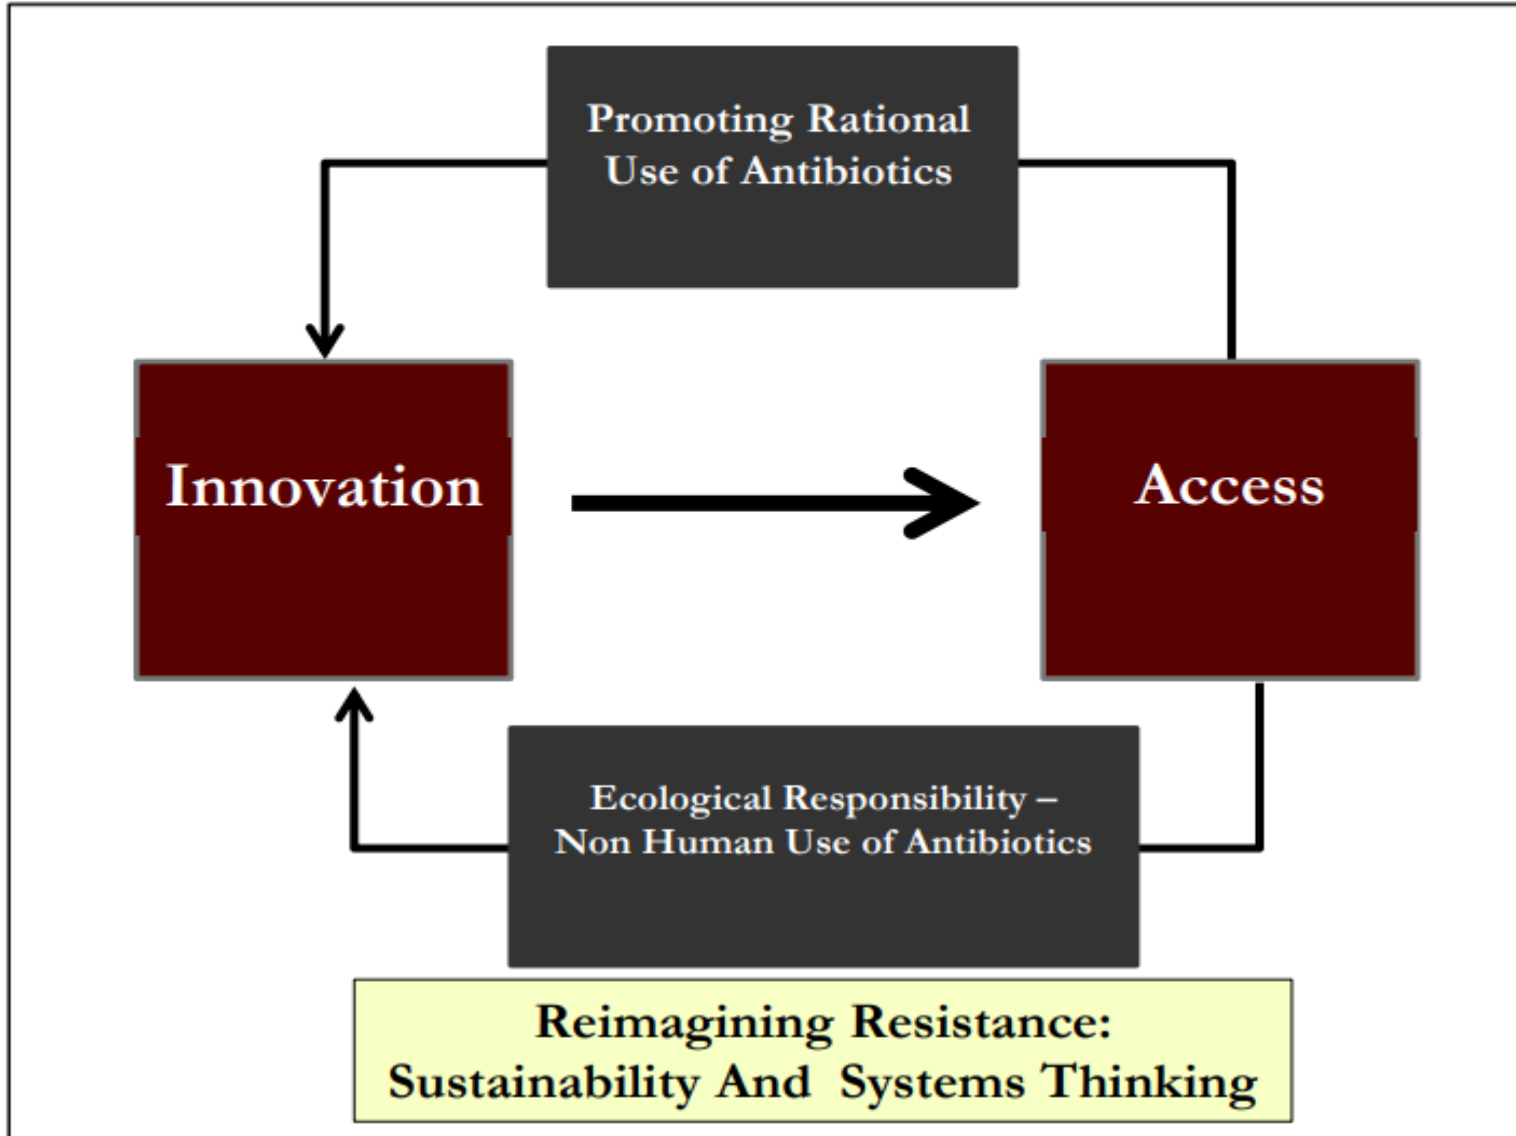 Promoting Rational
Use of Antibiotics
Innovation
Access
Ecological Responsibility –
Non Human Use of Antibiotics
Reimagining Resistance:
Sustainability And Systems Thinking